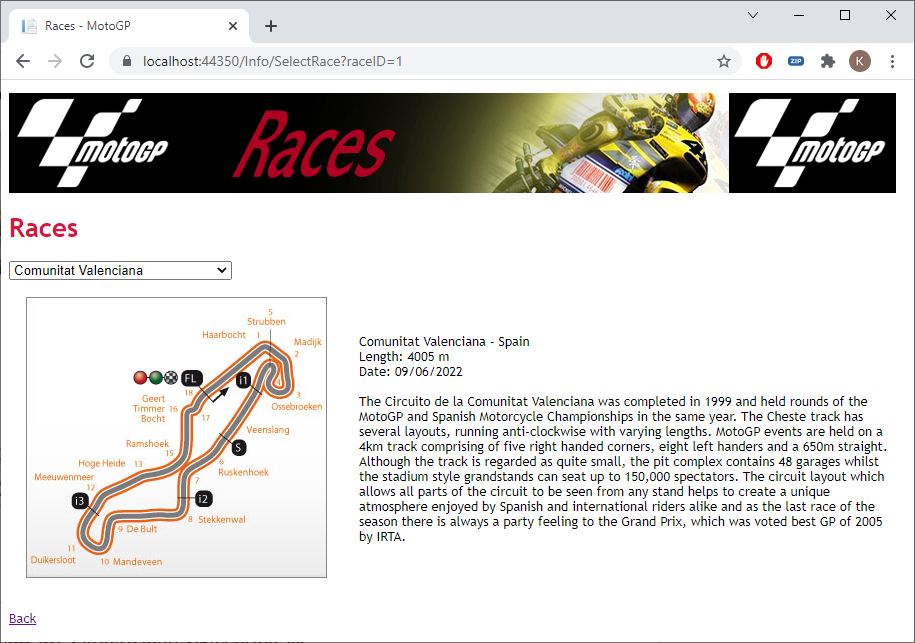 Races - MotoGP
localhost:44350/Info/SelectRace?raceID=1
ZIP
K
MotoGP
Races
MotoGP
Races
Comunitat Valenciana
5
Strubben
Haarbocht 1
Madijk
2
FL
18
i1
4
3
Geert
Timmer 16
Bocht
17
Ossebroeken
Veenslang
Ramshoek
15
S
Hoge Heide 13
6
Ruskenhoek
Meeuwenmeer
12
7
i3
i2
8 Stekkenwal
9 De Bult
11
Duikersloot
10 Mandeveen
Comunitat Valenciana - Spain
Length: 4005 m
Date: 09/06/2022
The Circuito de la Comunitat Valenciana was completed in 1999 and held rounds of the
MotoGP and Spanish Motorcycle Championships in the same year. The Cheste track has
several layouts, running anti-clockwise with varying lengths. MotoGP events are held on a
4km track comprising of five right handed corners, eight left handers and a 650m straight.
Although the track is regarded as quite small, the pit complex contains 48 garages whilst
the stadium style grandstands can seat up to 150,000 spectators. The circuit layout which
allows all parts of the circuit to be seen from any stand helps to create a unique
atmosphere enjoyed by Spanish and international riders alike and as the last race of the
season there is always a party feeling to the Grand Prix, which was voted best GP of 2005
by IRTA.
Back